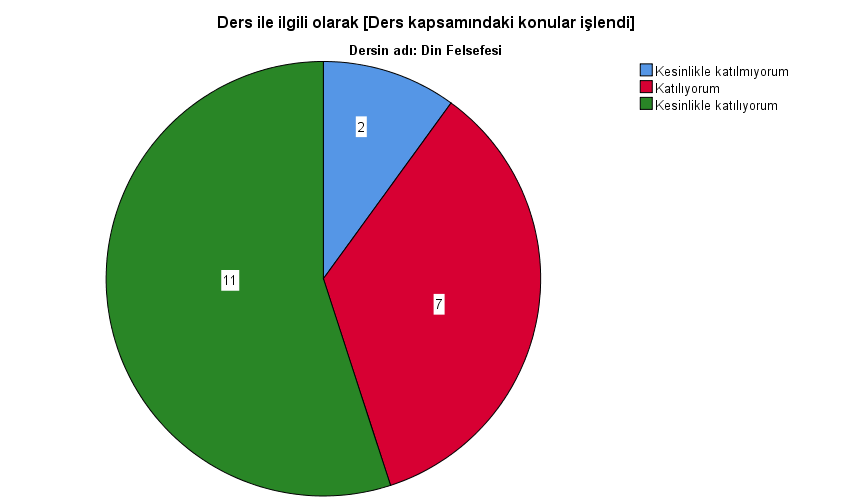 Ders ile ilgili olarak [Ders kapsamındaki konular işlendi]
Dersin adı: Din Felsefesi
Kesinlikle katılmıyorum
Katılıyorum
Kesinlikle katılıyorum
2
7
11